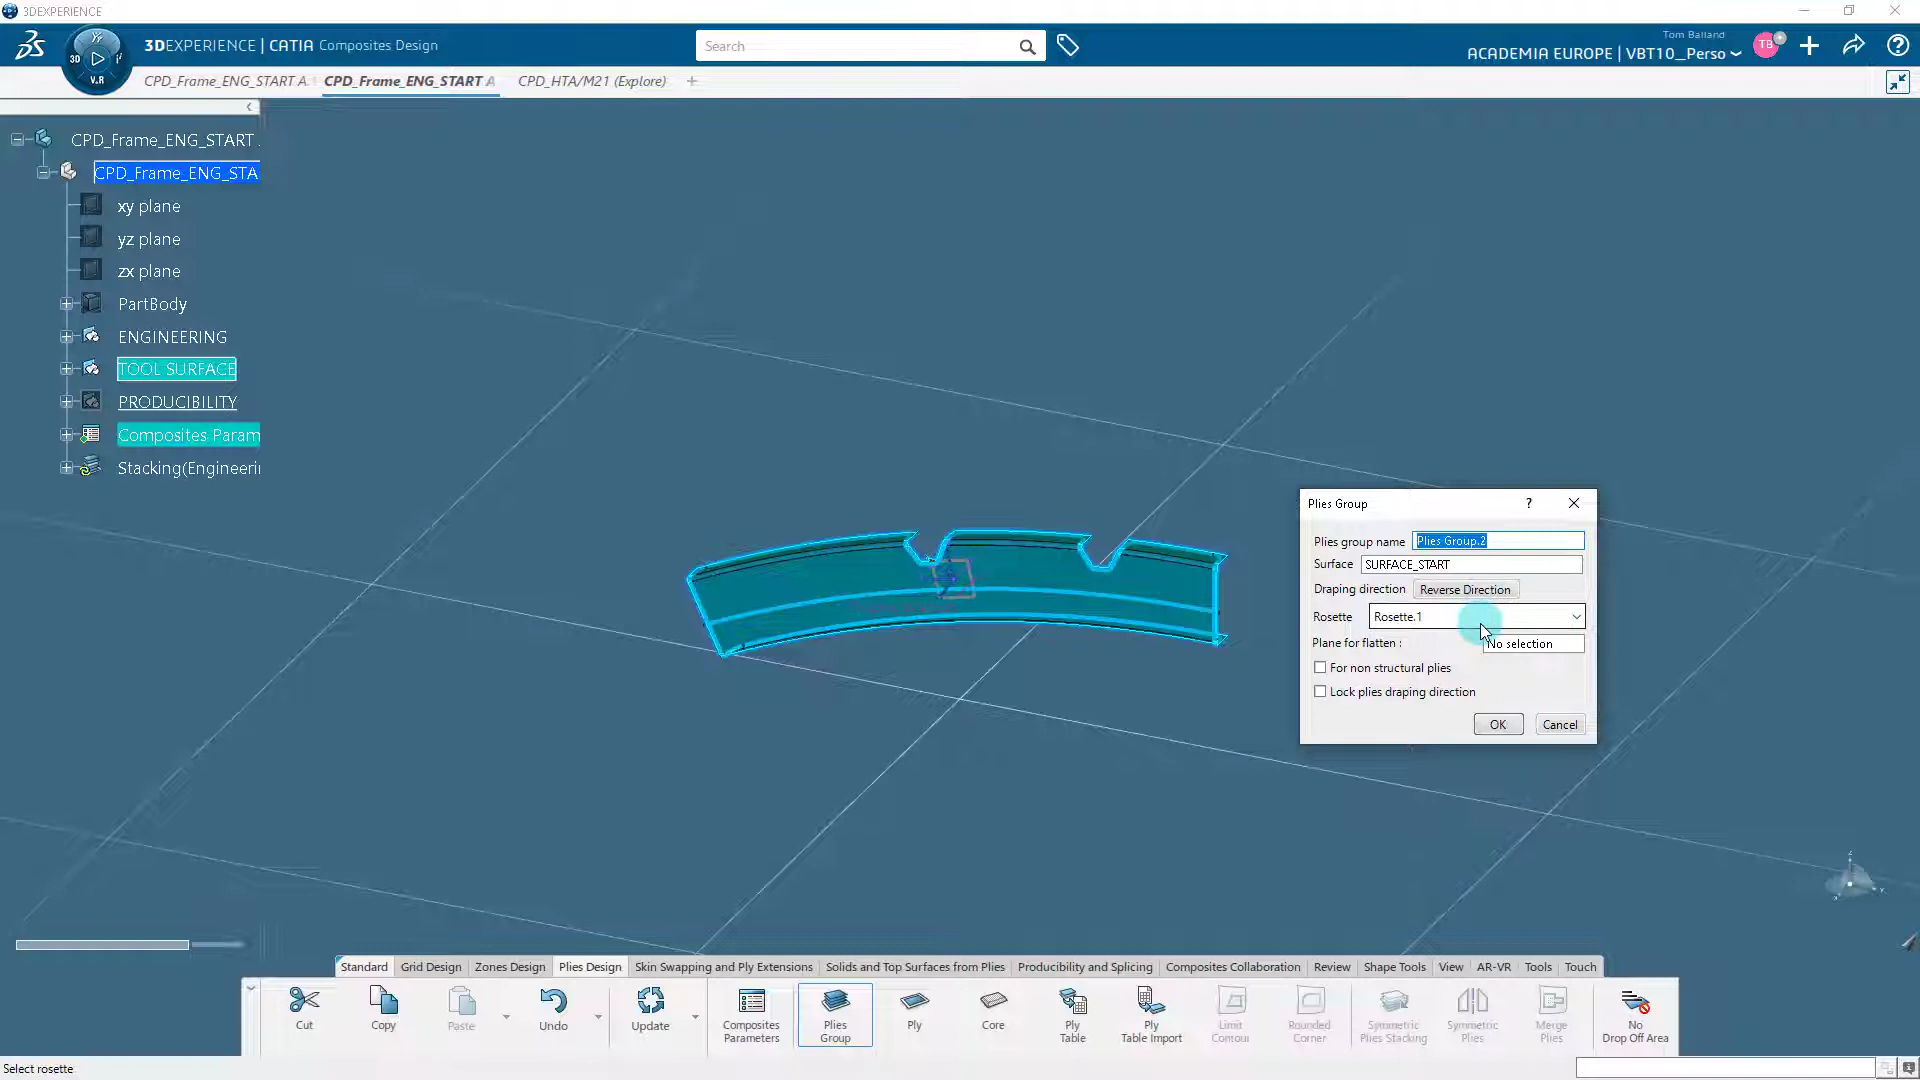 3DEXPERIENCE
3DEXPERIENCE | CATIA Composites Design
3D
V.R
Search
Tom Balland
ACADEMIA EUROPE | VBT10__Perso
TB
CPD_Frame_ENG_START A
CPD_Frame_ENG_START A
CPD_HTA/M21 (Explore)
CPD_Frame_ENG_START
CPD_Frame_ENG_STA
xy plane
yz plane
zx plane
PartBody
ENGINEERING
TOOL SURFACE
PRODUCIBILITY
Composites Param
Stacking(Engineerin
Plies Group
Plies group name Plies Group.2
Surface SURFACE_START
Draping direction Reverse Direction
Rosette Rosette.1
Plane for flatten : No selection
For non structural plies
Lock plies draping direction
OK Cancel
Standard Grid Design Zones Design Plies Design Skin Swapping and Ply Extensions Solids and Top Surfaces from Plies Producibility and Splicing Composites Collaboration Review Shape Tools View AR-VR Tools Touch
Cut
Copy
Paste
Undo
Update
Composites Parameters
Plies Group
Ply
Core
Ply Table
Ply Table Import
Limit Contour
Rounded Corner
Symmetric Plies Stacking
Symmetric Plies
Merge Plies
No Drop Off Area
Select rosette